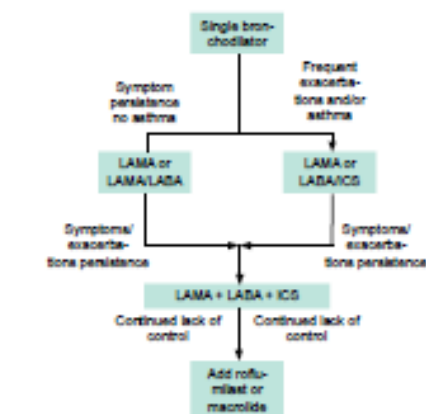 Single bron-
chodilator
Symptom
persistence
no asthma
Frequent
exacerba-
tions and/or
asthma
LAMA or
LAMA/LABA
LAMA or
LABA/ICS
Symptoms/
exacerba-
tions persistence
Symptoms/
exacerba-
tions persistence
LAMA + LABA + ICS
Continued lack of
control
Continued lack of
control
Add roflu-
milast or
macrolide